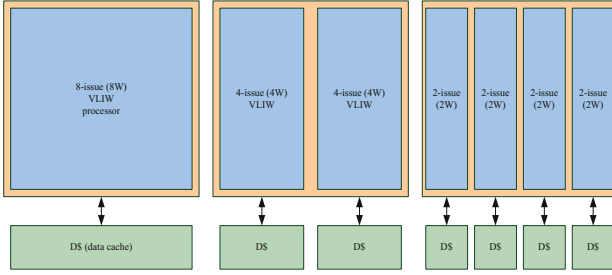 8-issue (8W)
VLIW
processor
4-issue (4W)
VLIW
4-issue (4W)
VLIW
2-issue
(2W)
2-issue
(2W)
2-issue
(2W)
2-issue
(2W)
D$ (data cache)
D$
D$
D$
D$
D$
D$